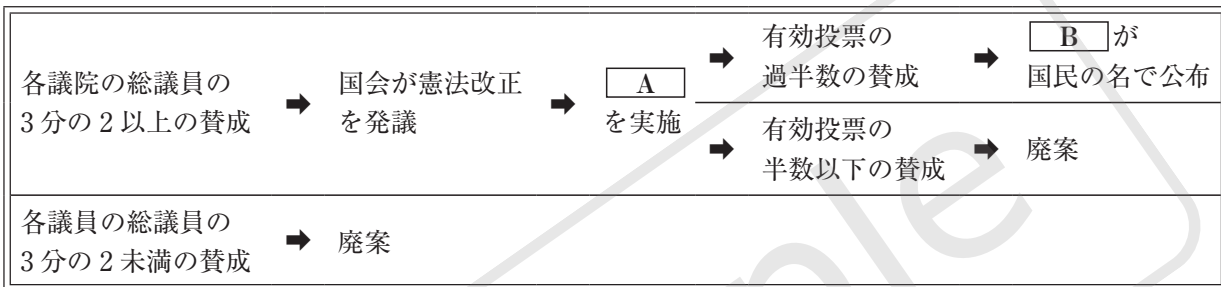 各議院の総議員の
3分の2以上の賛成
➡
国会が憲法改正
を発議
➡
A
を実施
➡
有効投票の
過半数の賛成
➡
Bが
国民の名で公布
➡
有効投票の
半数以下の賛成
➡
廃案
各議員の総議員の
3分の2未満の賛成
➡
廃案